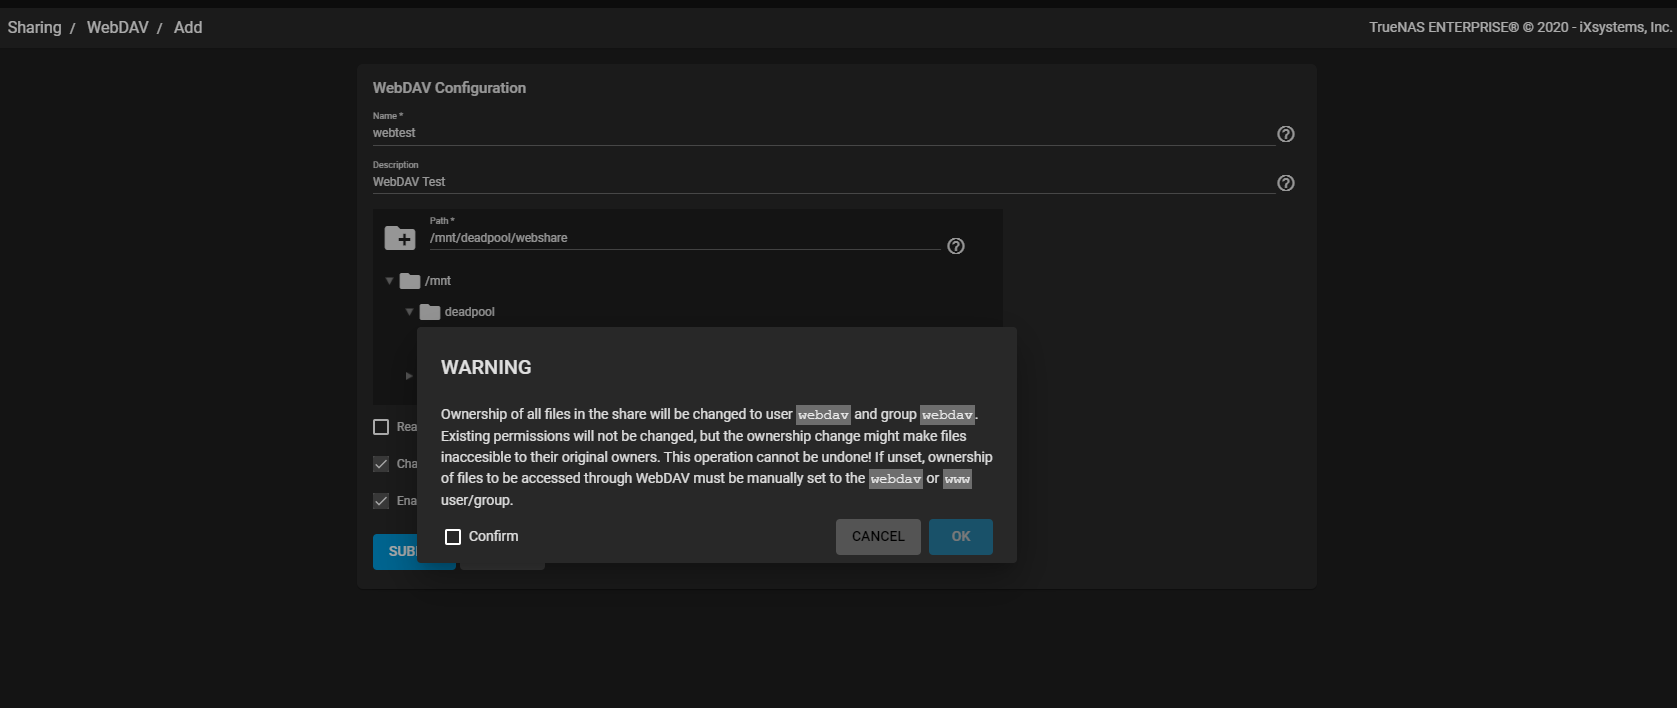 Sharing / WebDAV / Add
TrueNAS ENTERPRISE® © 2020 - iXsystems, Inc.
WebDAV Configuration
Name *
webtest
Description
WebDAV Test
Path *
/mnt/deadpool/webshare
/mnt
deadpool
WARNING
Ownership of all files in the share will be changed to user webdav and group webdav.
Existing permissions will not be changed, but the ownership change might make files
inaccesible to their original owners. This operation cannot be undone! If unset, ownership
of files to be accessed through WebDAV must be manually set to the webdav or www
user/group.
Confirm
CANCEL
OK
Rea
Cha
Ena
SUB